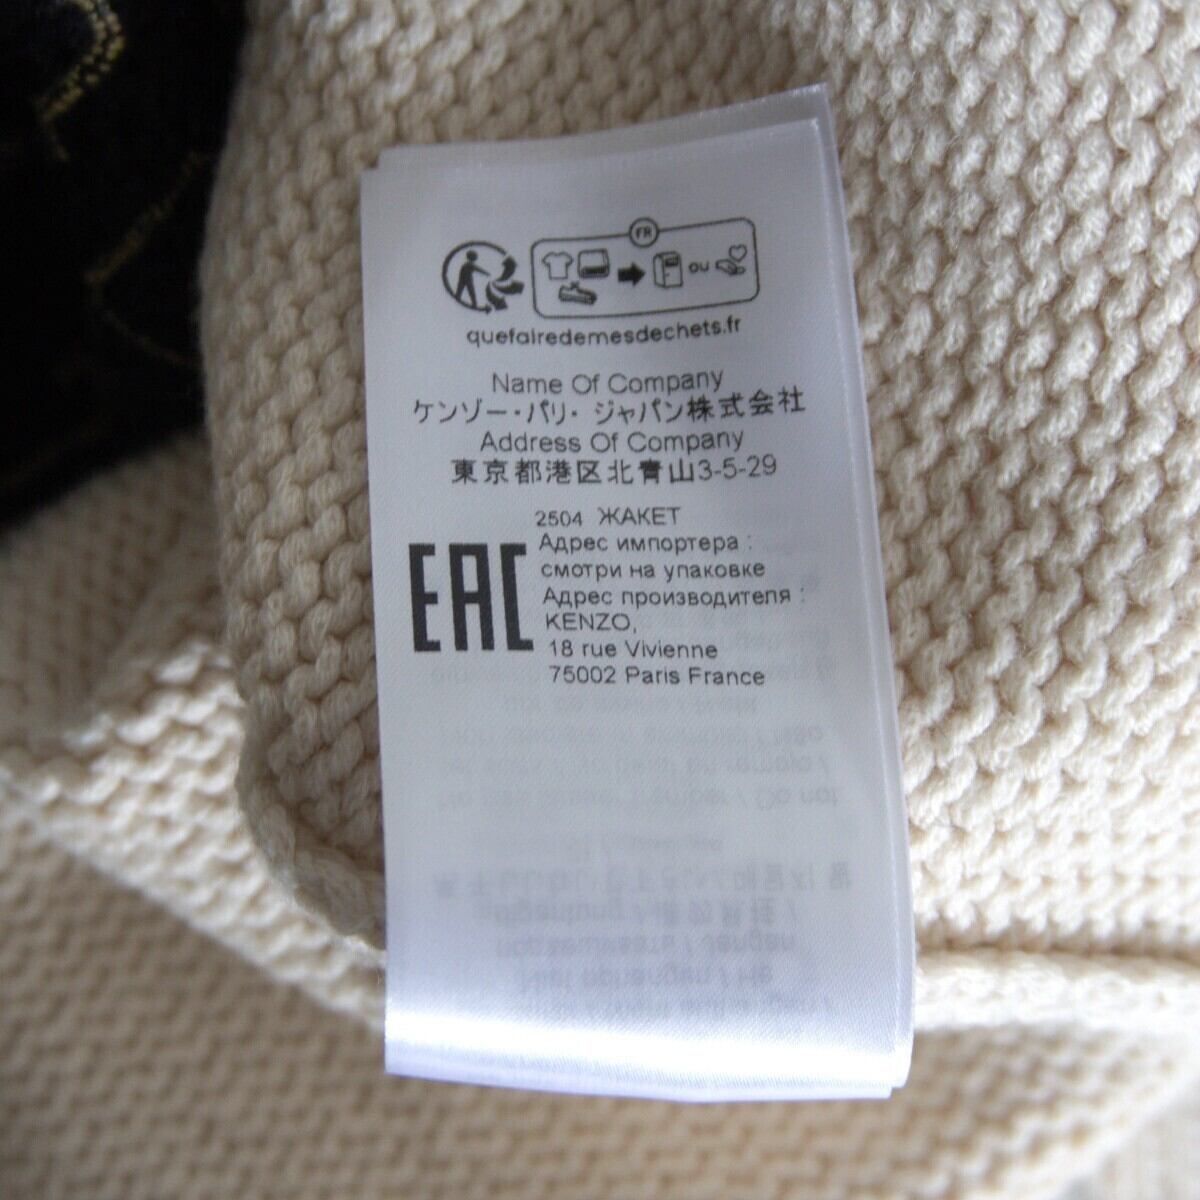 FR
ou
quefairedemesdechets.fr
Name Of Company
ケンゾー・パリ・ジャパン株式会社
Address Of Company
東京都港区北青山3-5-29
2504 ЖАКЕТ
EAC
Адрес импортера :
смотри на упаковке
Адрес производителя :
KENZO,
18 rue Vivienne
75002 Paris France